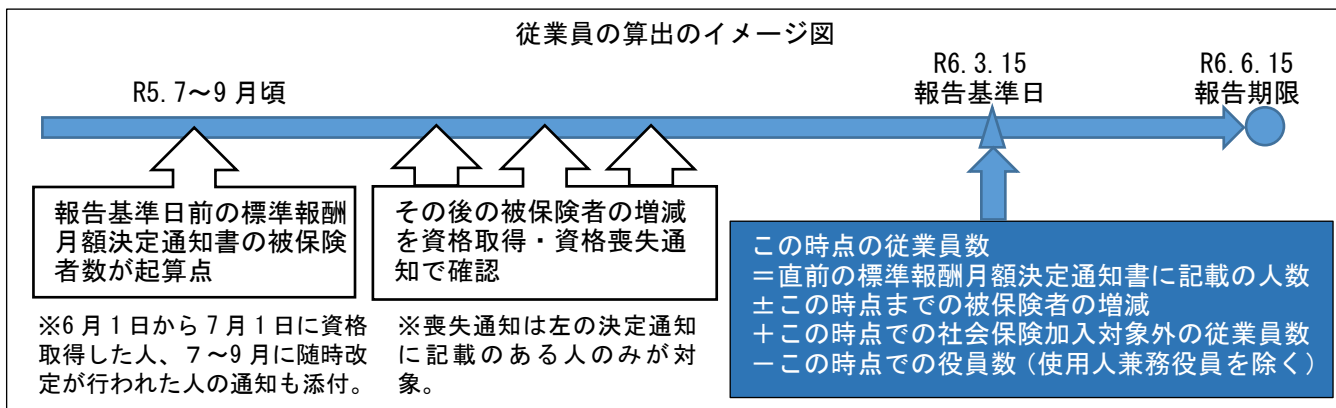 従業員の算出のイメージ図
R5.7～9月頃
R6.3.15
報告基準日
R6.6.15
報告期限
報告基準日前の標準報酬
月額決定通知書の被保険
者数が起算点
※6月1日から7月1日に資格
取得した人、7～9月に随時改
定が行われた人の通知も添付。
その後の被保険者の増減
を資格取得・資格喪失通
知で確認
※喪失通知は左の決定通知
に記載のある人のみが対
象。
この時点の従業員数
＝直前の標準報酬月額決定通知書に記載の人数
±この時点までの被保険者の増減
＋この時点での社会保険加入対象外の従業員数
－この時点での役員数（使用人兼務役員を除く）